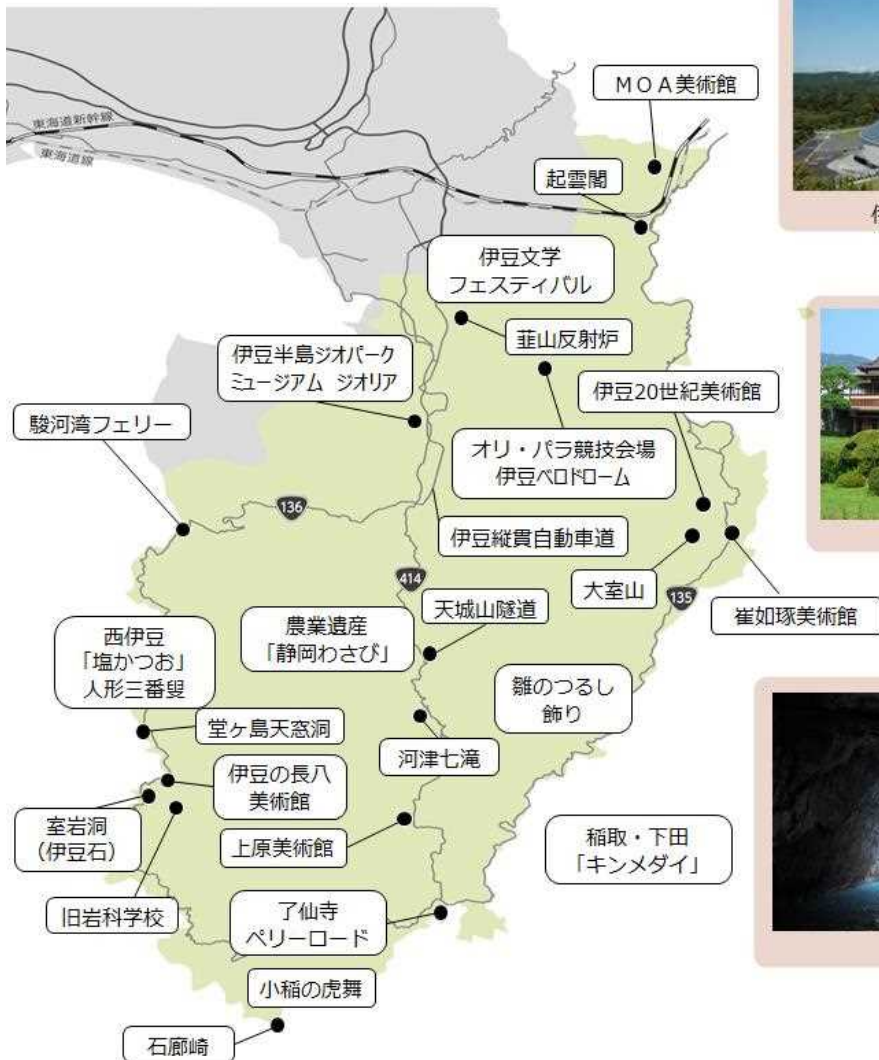 MOA美術館
東海道新幹線
東海道線
起雲閣
伊豆文学
フェスティバル
韮山反射炉
伊豆半島ジオパーク
ミュージアム ジオリア
伊豆20世紀美術館
駿河湾フェリー
オリ・パラ競技会場
伊豆ベロドローム
136
伊豆縦貫自動車道
414
大室山
135
天城山隧道
崔如琢美術館
農業遺産
「静岡わさび」
西伊豆
「塩かつお」
人形三番叟
雛のつるし
飾り
堂ヶ島天窓洞
河津七滝
伊豆の長八
美術館
室岩洞
(伊豆石)
上原美術館
稲取・下田
「キンメダイ」
旧岩科学校
了仙寺
ペリーロード
小稲の虎舞
石廊崎